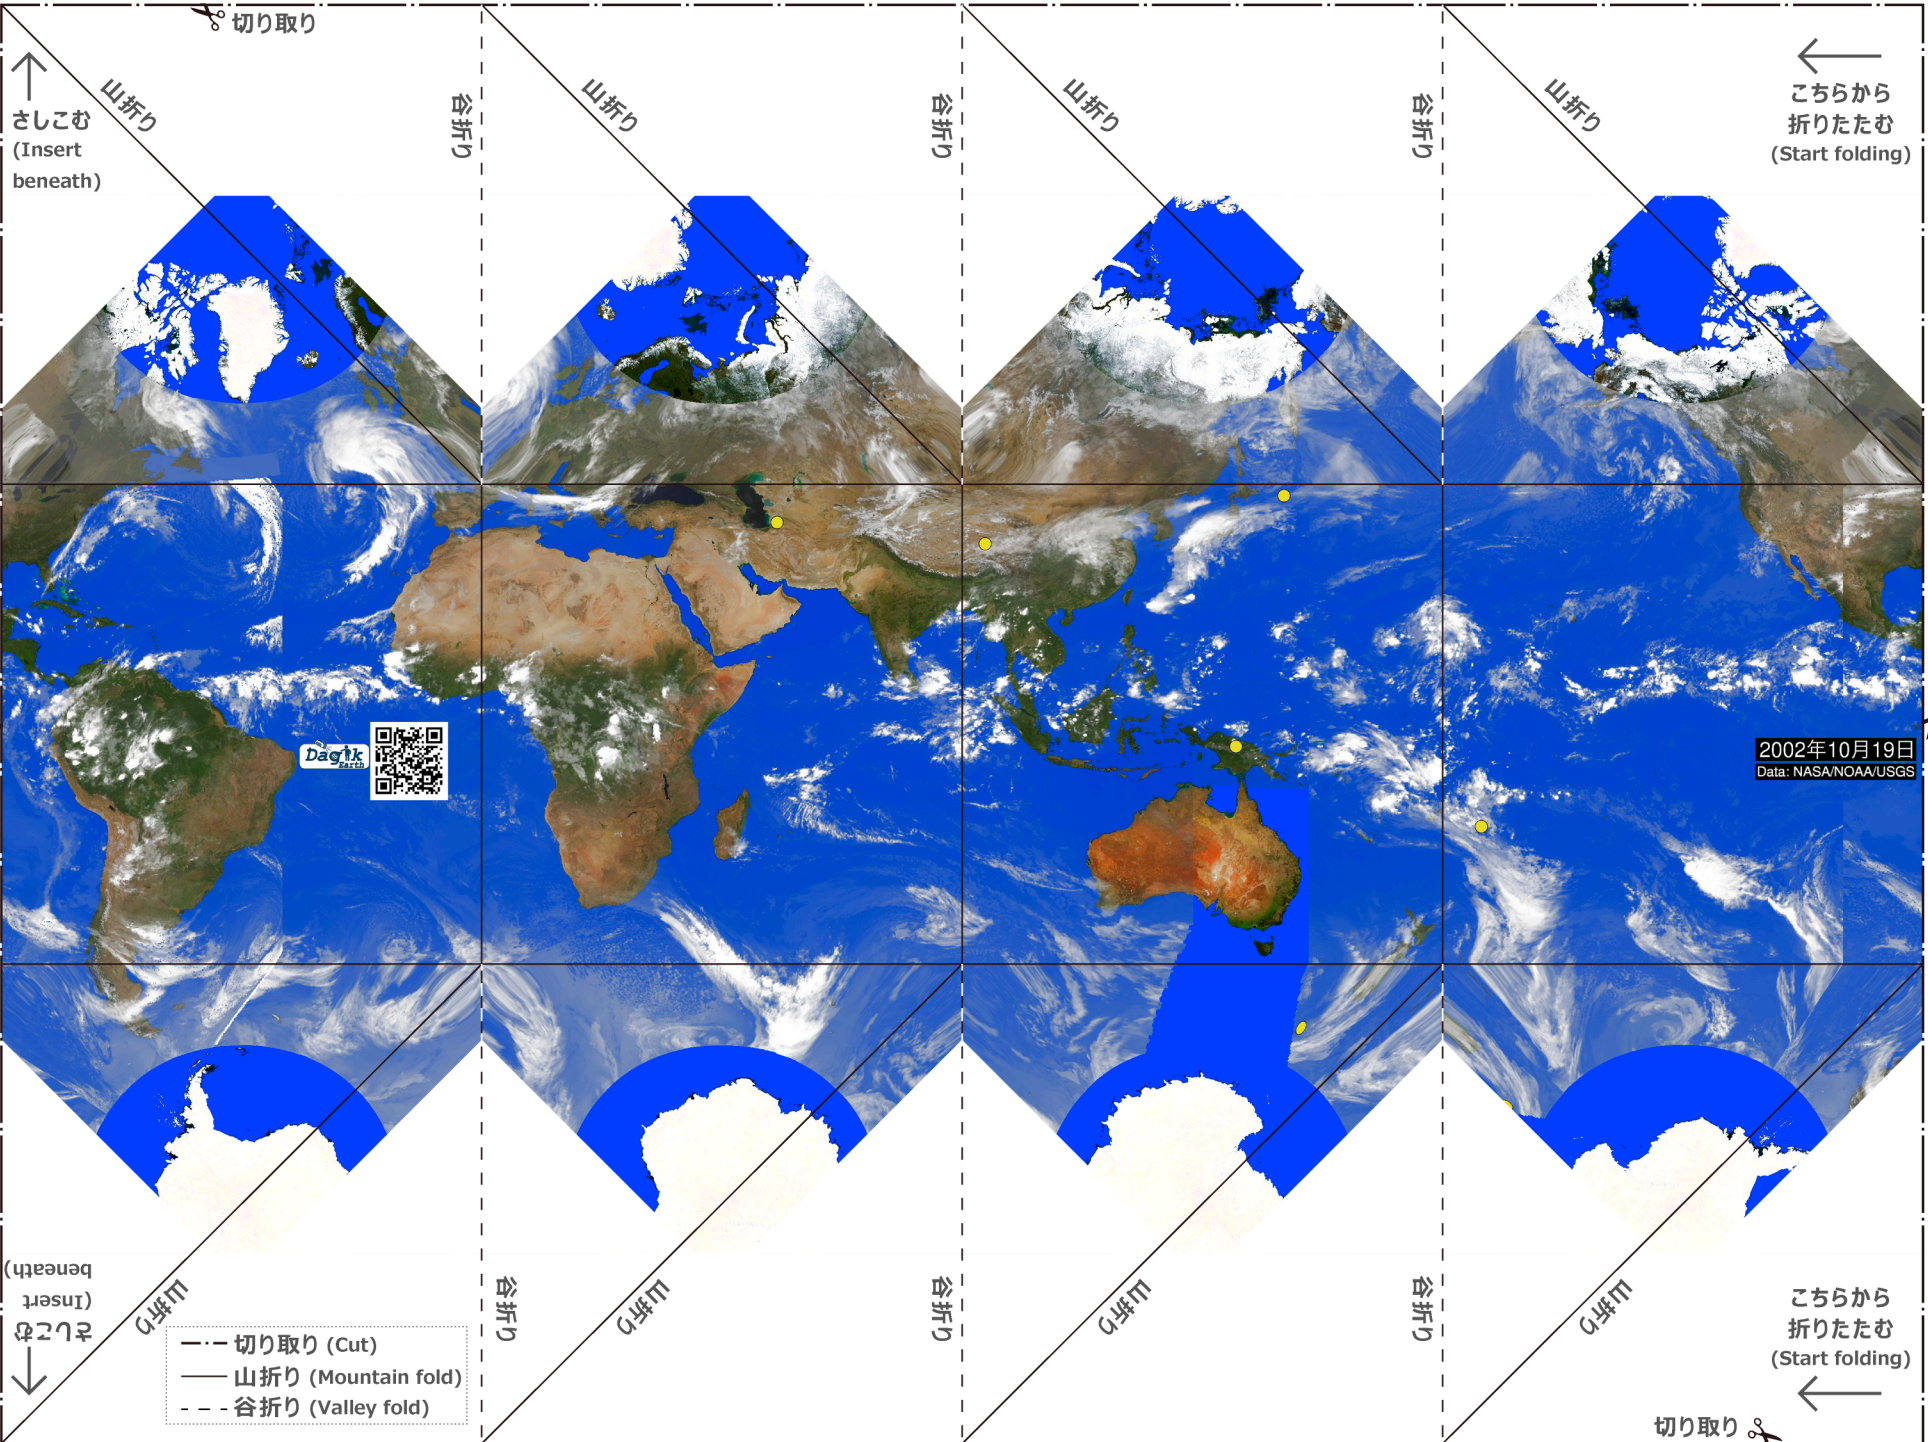 切り取り
山折り
谷折り
山折り
谷折り
山折り
谷折り
山折り
さしこむ
(Insert
beneath)
こちらから
折りたたむ
(Start folding)
Dagik
Earth
2002年10月19日
Data: NASA/NOAA/USGS
さしこむ
(Insert
beneath)
山折り
谷折り
山折り
谷折り
山折り
谷折り
山折り
こちらから
折りたたむ
(Start folding)
切り取り (Cut)
山折り (Mountain fold)
谷折り (Valley fold)
切り取り